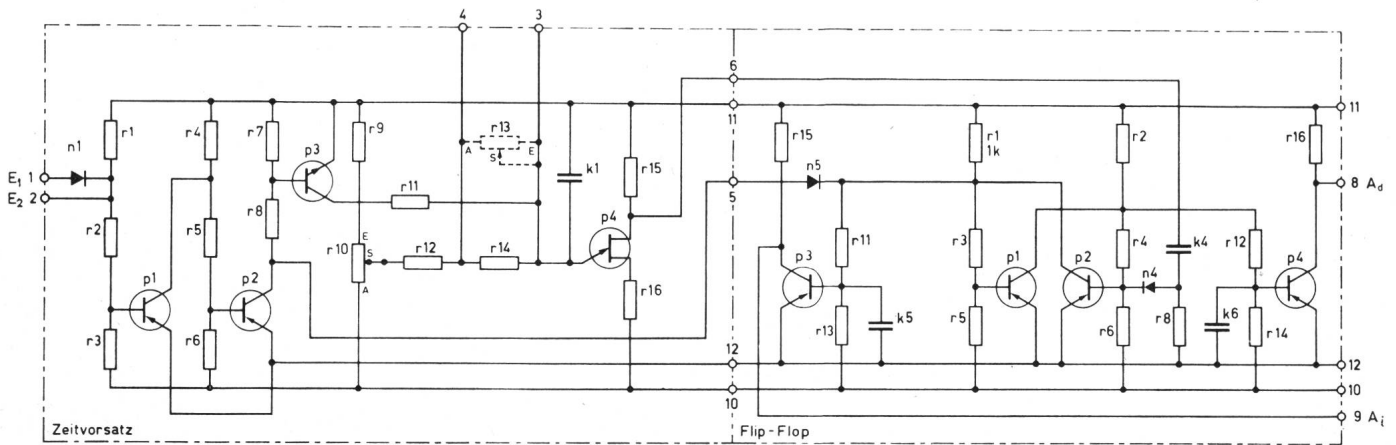 4 3
6
11 11
r1 r4 r7 r9 r13 A S E k1 r15 r15 r1 1k r2 r16
n1 p3
E1 1
E2 2
r11 5 n5 8 Ad
r2 r5 r8 p4 r11 r3 r4 k4 r12
r10 E S A r12 r14 p3 p1 p2 n4 p4
p1 p2 r16
r3 r6 r13 k5 r5 r6 r8 k6 r14
12 12
10 10
9 Ai
Zeitvorsatz Flip-Flop